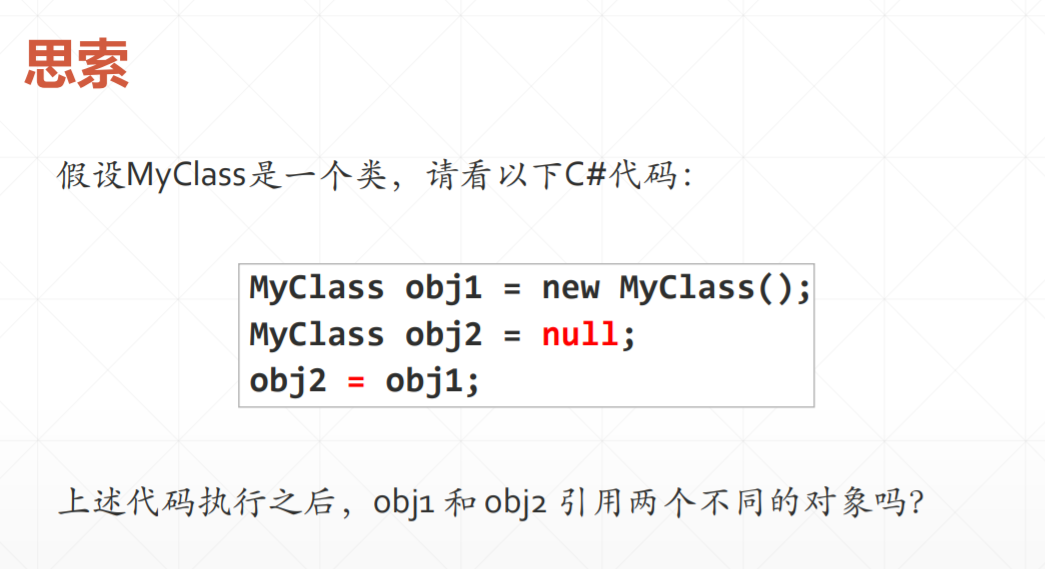 思索
假设MyClass是一个类，请看以下C#代码：
MyClass obj1 = new MyClass();
MyClass obj2 = null;
obj2 = obj1;
上述代码执行之后，obj1 和 obj2 引用两个不同的对象吗？